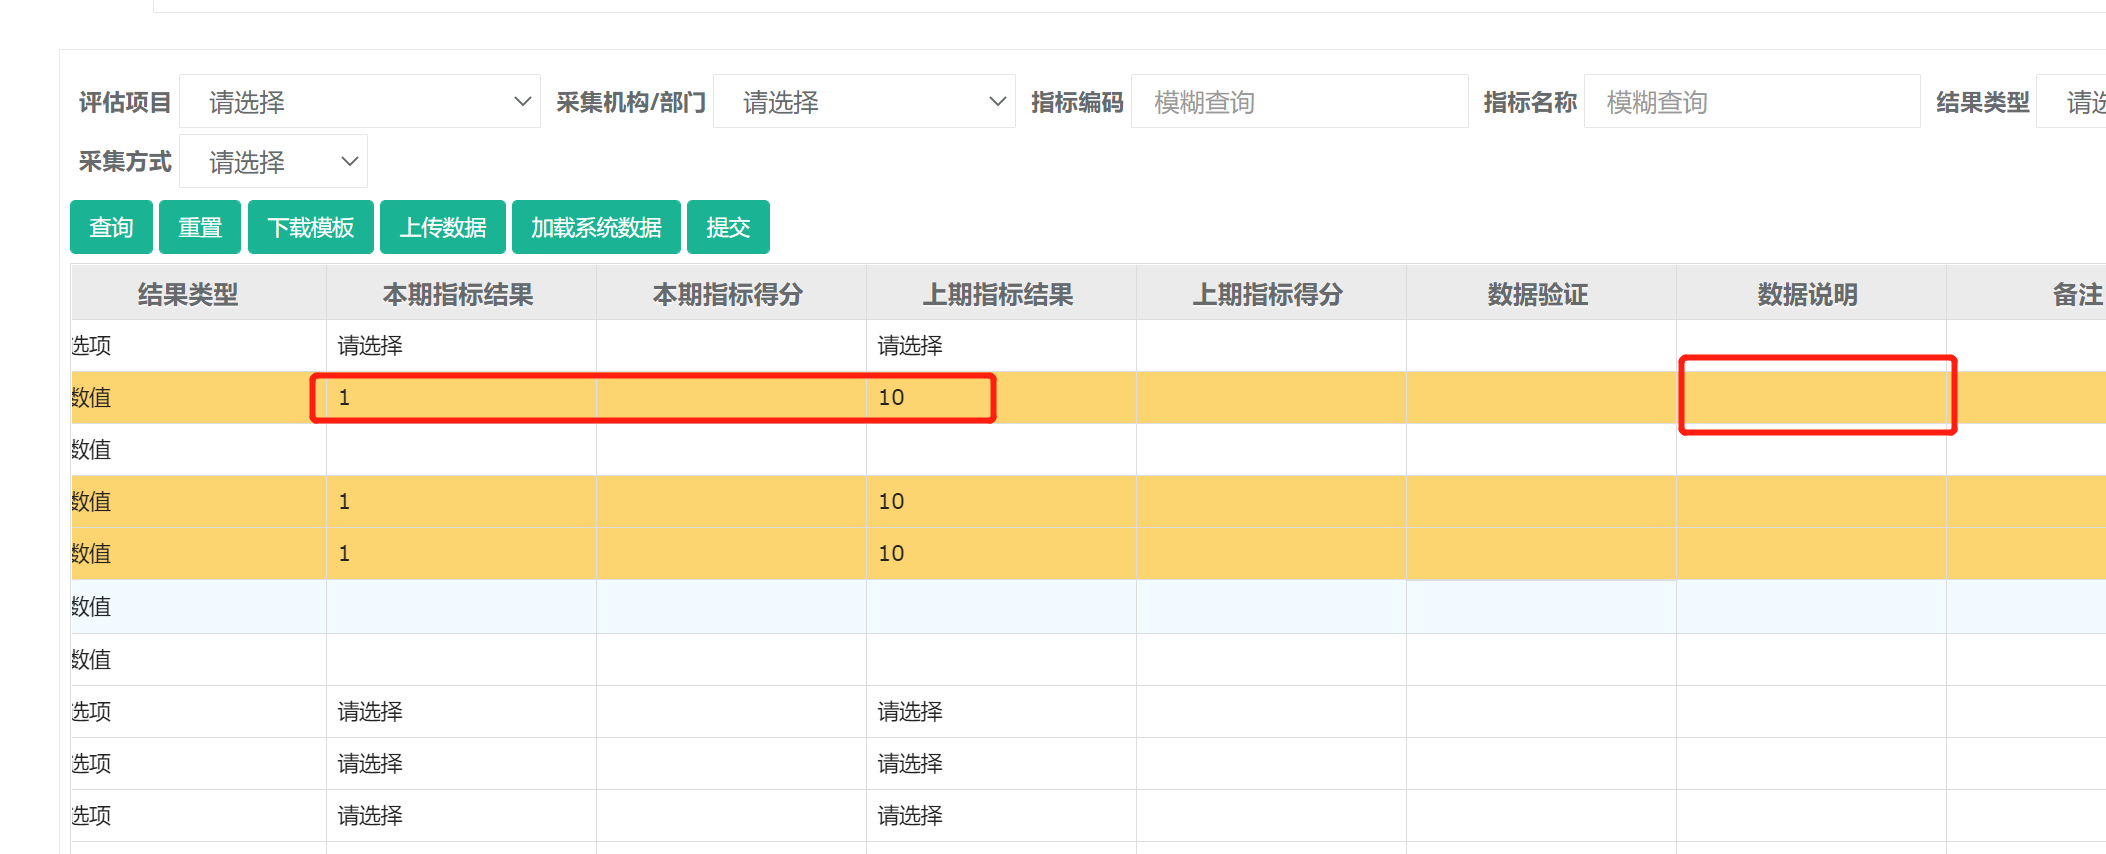 评估项目 请选择 采集机构/部门 请选择 指标编码 模糊查询 指标名称 模糊查询 结果类型 请选
采集方式 请选择
查询 重置 下载模板 上传数据 加载系统数据 提交
结果类型 本期指标结果 本期指标得分 上期指标结果 上期指标得分 数据验证 数据说明 备注
选项 请选择 请选择
数值 1 10
数值
数值 1 10
数值 1 10
数值
数值
选项 请选择 请选择
选项 请选择 请选择
选项 请选择 请选择